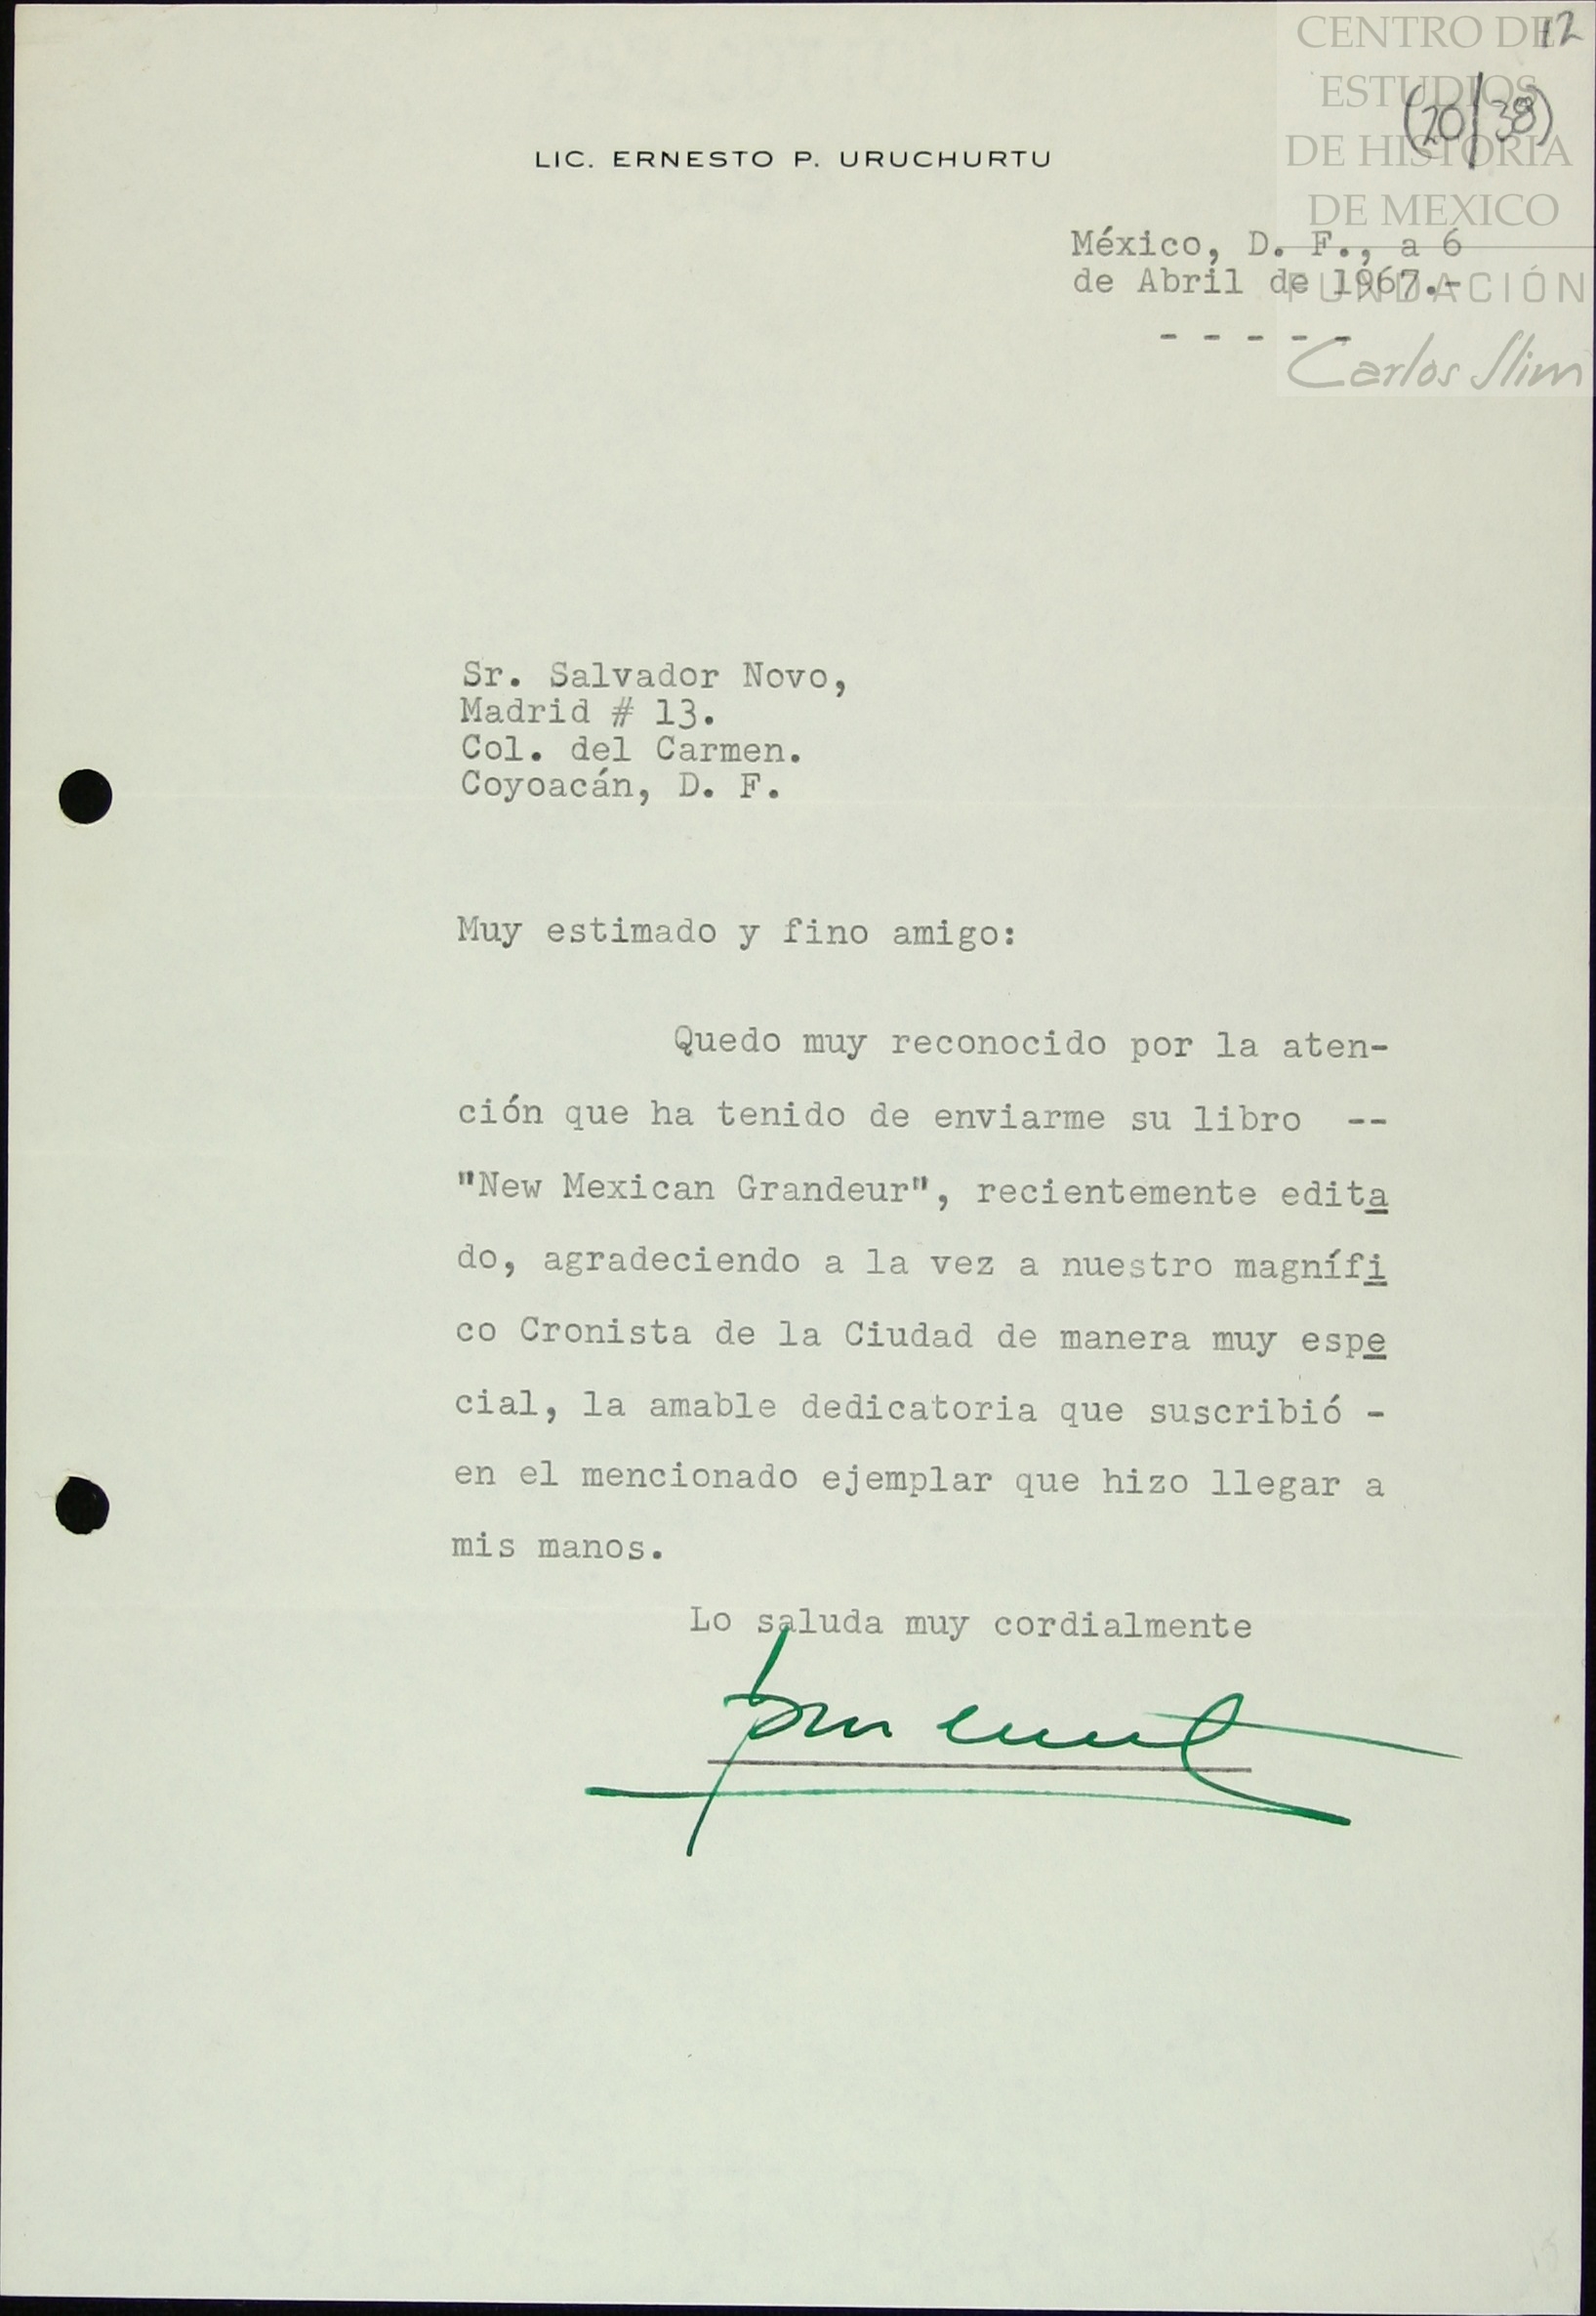 CENTRO DE
ESTUDIOS
DE HISTORIA
DE MEXICO
FUNDACIÓN
Carlos Slim
12
(20/38)
LIC. ERNESTO P. URUCHURTU
México, D. F., a 6
de Abril de 1967.-
- - - - -
Sr. Salvador Novo,
Madrid # 13.
Col. del Carmen.
Coyoacán, D. F.
Muy estimado y fino amigo:
Quedo muy reconocido por la aten-
ción que ha tenido de enviarme su libro --
"New Mexican Grandeur", recientemente edita
do, agradeciendo a la vez a nuestro magnífi
co Cronista de la Ciudad de manera muy espe
cial, la amable dedicatoria que suscribió -
en el mencionado ejemplar que hizo llegar a
mis manos.
Lo saluda muy cordialmente